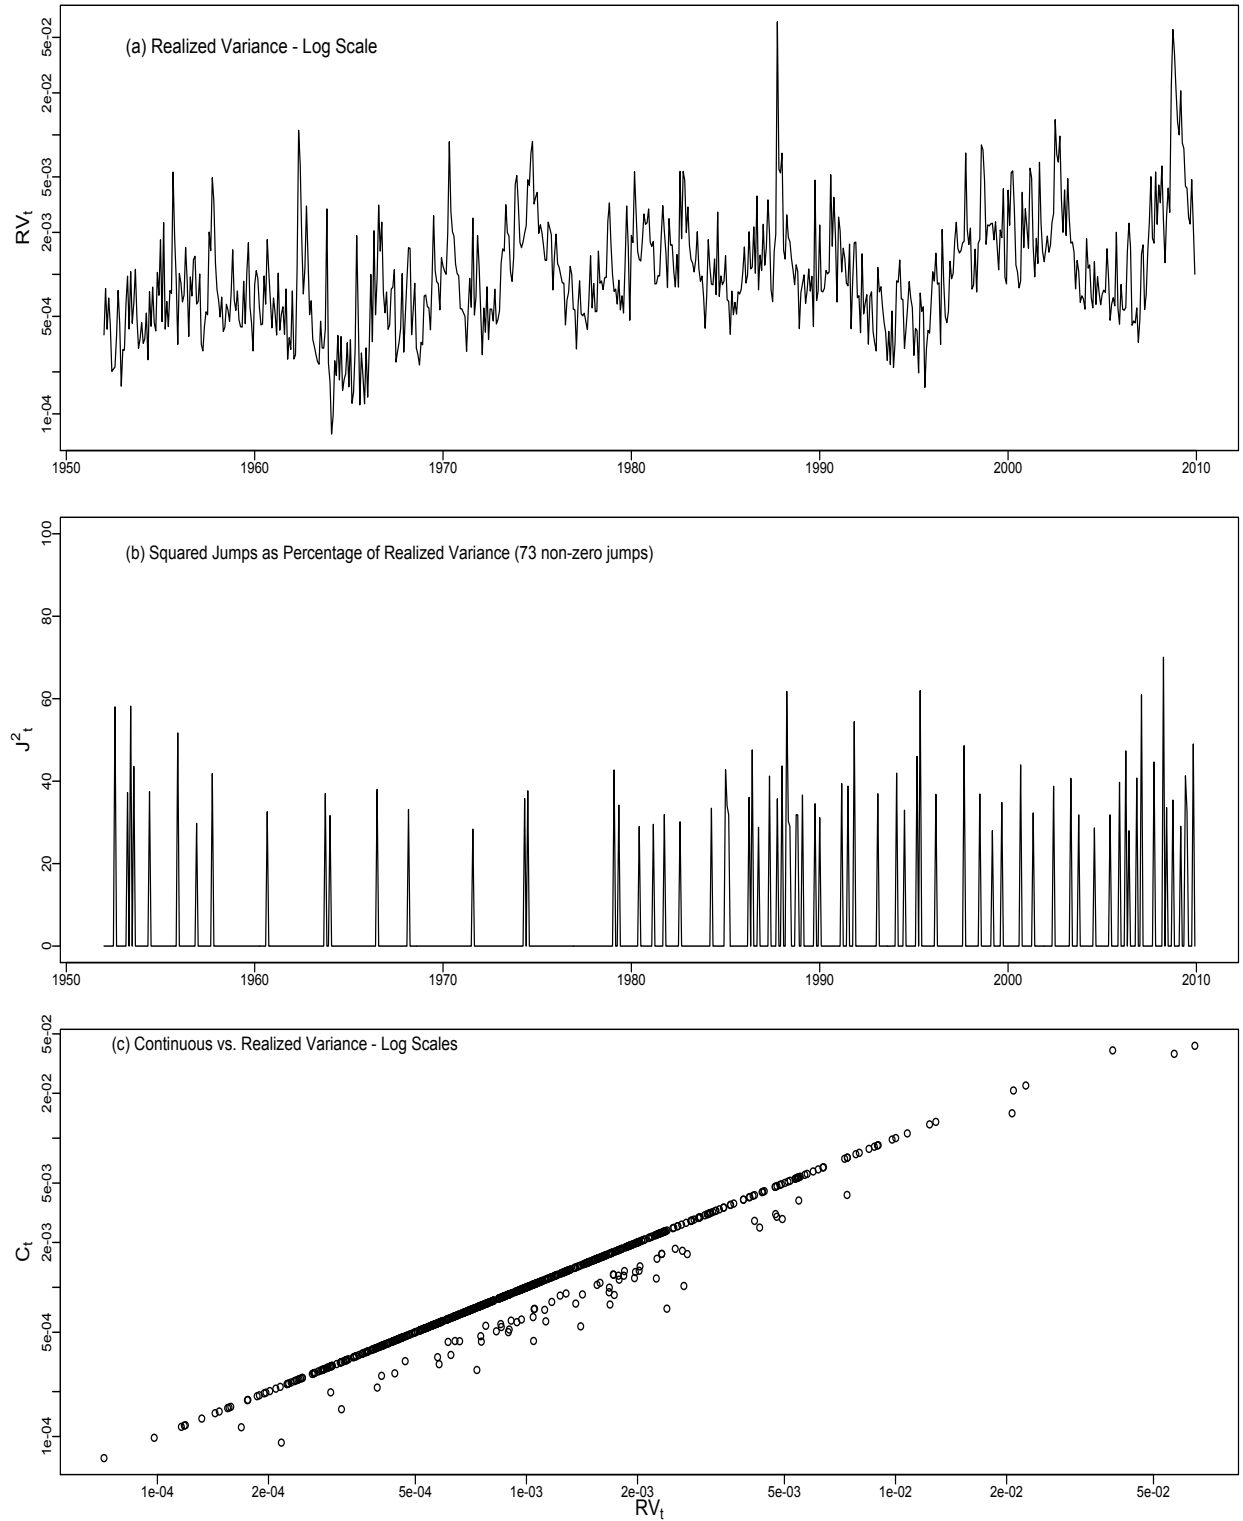 (a) Realized Variance - Log Scale
RVt
5e-02
2e-02
5e-03
2e-03
5e-04
1e-04
1950 1960 1970 1980 1990 2000 2010
(b) Squared Jumps as Percentage of Realized Variance (73 non-zero jumps)
J2t
100
80
60
40
20
0
1950 1960 1970 1980 1990 2000 2010
(c) Continuous vs. Realized Variance - Log Scales
Ct
5e-02
2e-02
5e-03
2e-03
5e-04
1e-04
1e-04 2e-04 5e-04 1e-03 2e-03 5e-03 1e-02 2e-02 5e-02
RVt